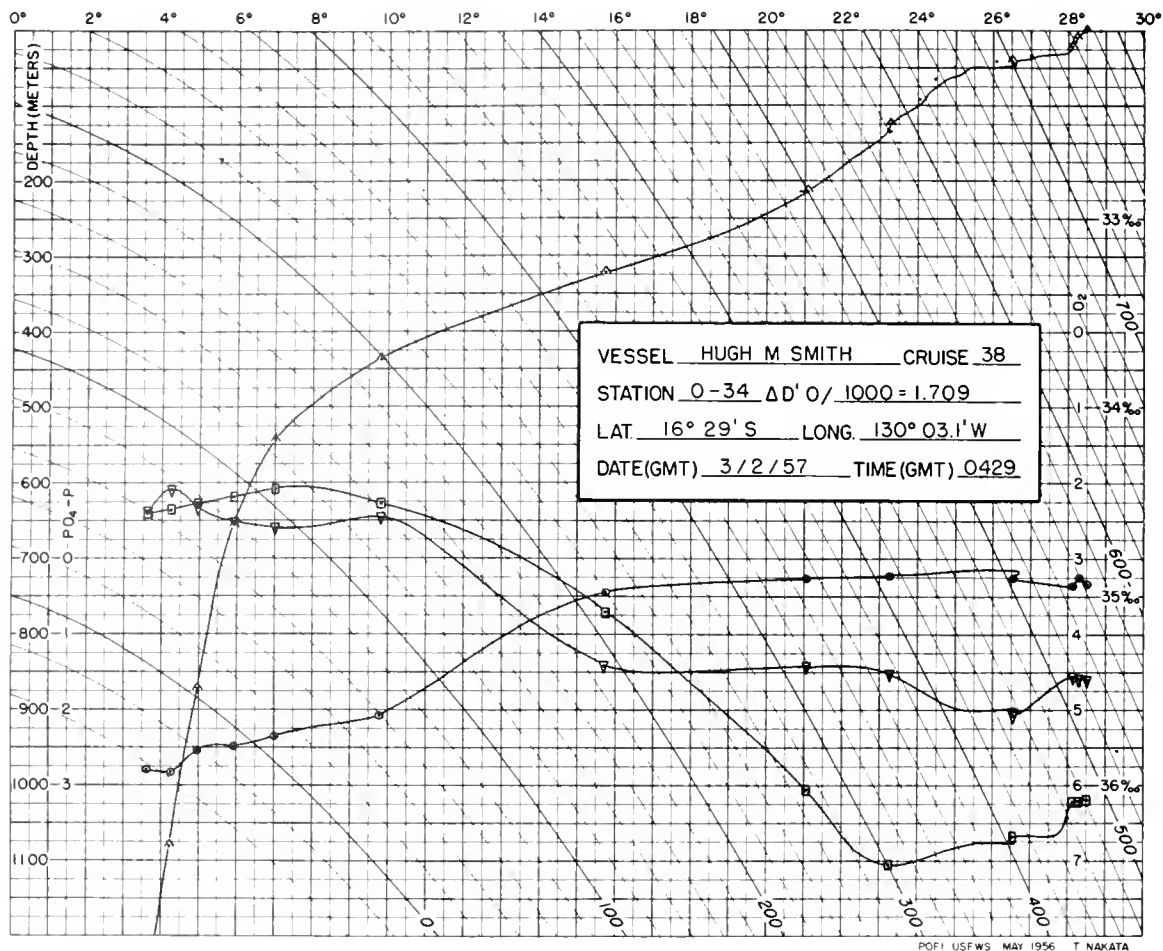 0° 2° 4° 6° 8° 10° 12° 14° 16° 18° 20° 22° 24° 26° 28° 30°
DEPTH (METERS)
200
300
400
500
600
700
800
900
1000
1100
PO₄-P
0
1
2
3
33‰
O₂
700
0
1
34‰
2
3
600
35‰
4
5
6
36‰
500
7
VESSEL HUGH M SMITH CRUISE 38
STATION 0-34 ΔD' 0/ 1000 = 1.709
LAT. 16° 29' S LONG. 130° 03.1' W
DATE (GMT) 3/2/57 TIME (GMT) 0429
0 100 200 300 400
POFI USFWS MAY 1956 T NAKATA